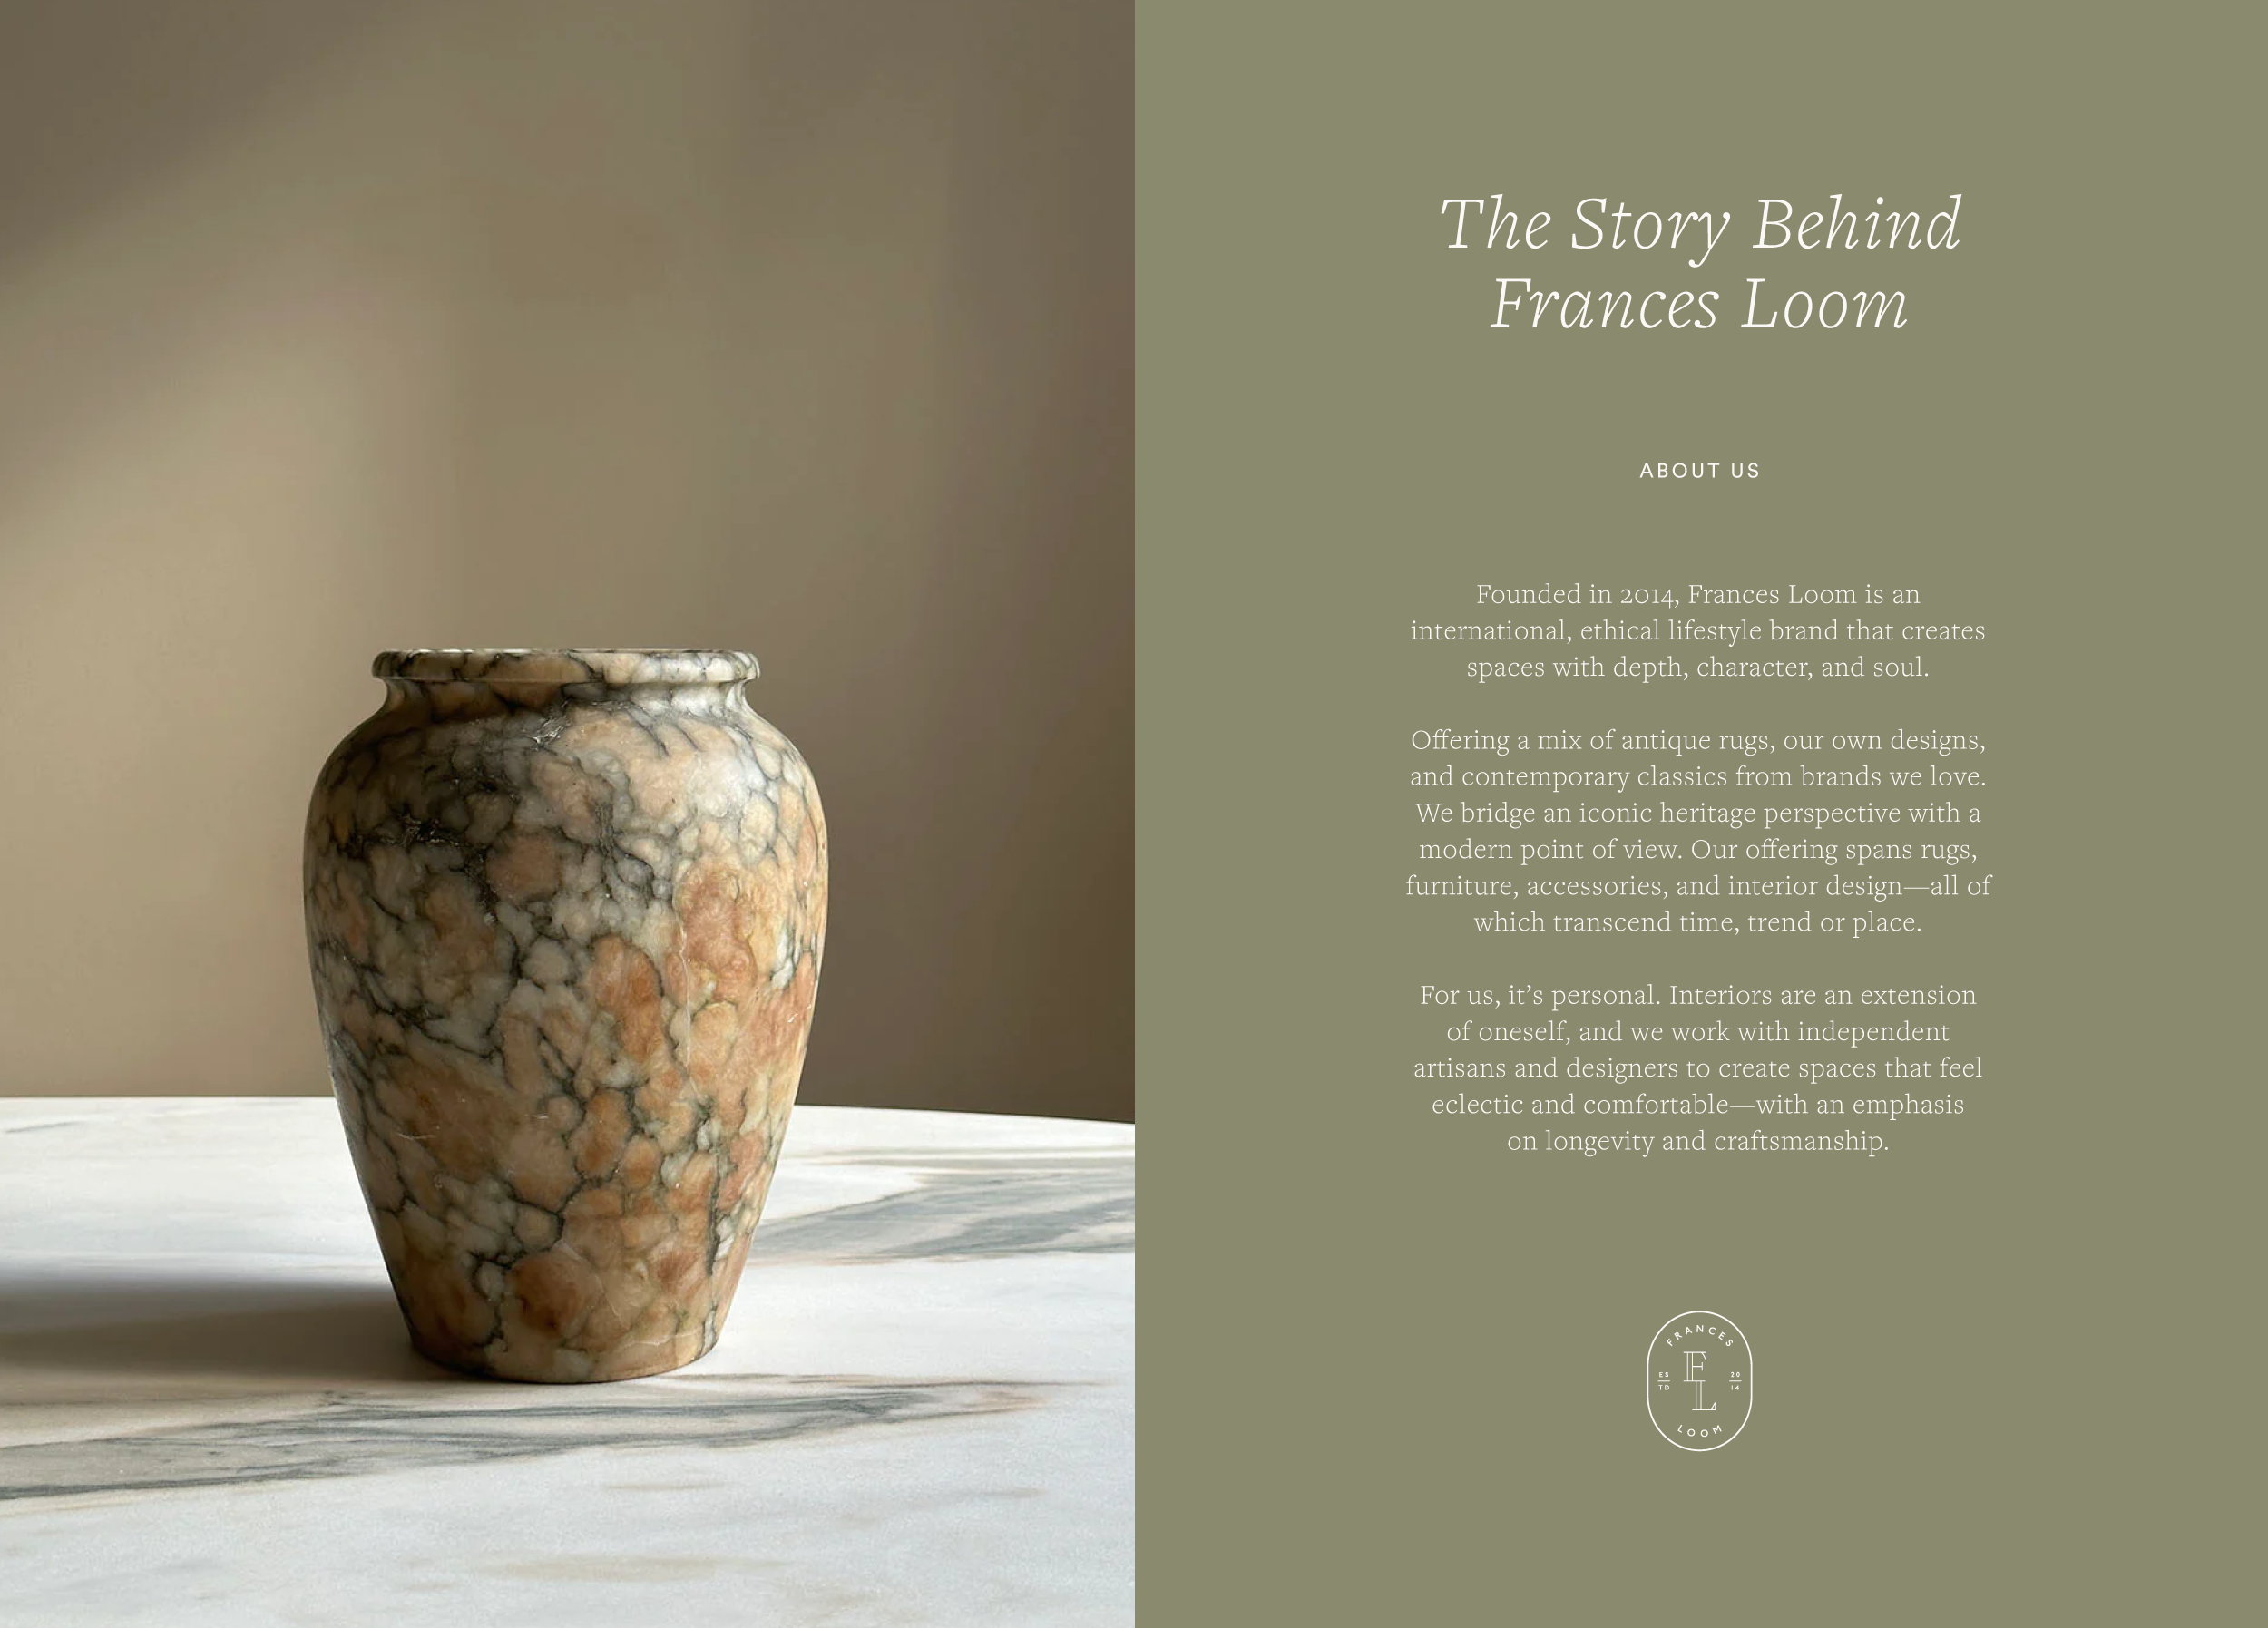 The Story Behind
Frances Loom
ABOUT US
Founded in 2014, Frances Loom is an
international, ethical lifestyle brand that creates
spaces with depth, character, and soul.
Offering a mix of antique rugs, our own designs,
and contemporary classics from brands we love.
We bridge an iconic heritage perspective with a
modern point of view. Our offering spans rugs,
furniture, accessories, and interior design—all of
which transcend time, trend or place.
For us, it’s personal. Interiors are an extension
of oneself, and we work with independent
artisans and designers to create spaces that feel
eclectic and comfortable—with an emphasis
on longevity and craftsmanship.
FRANCES
ES
TD
FL
20
14
LOOM